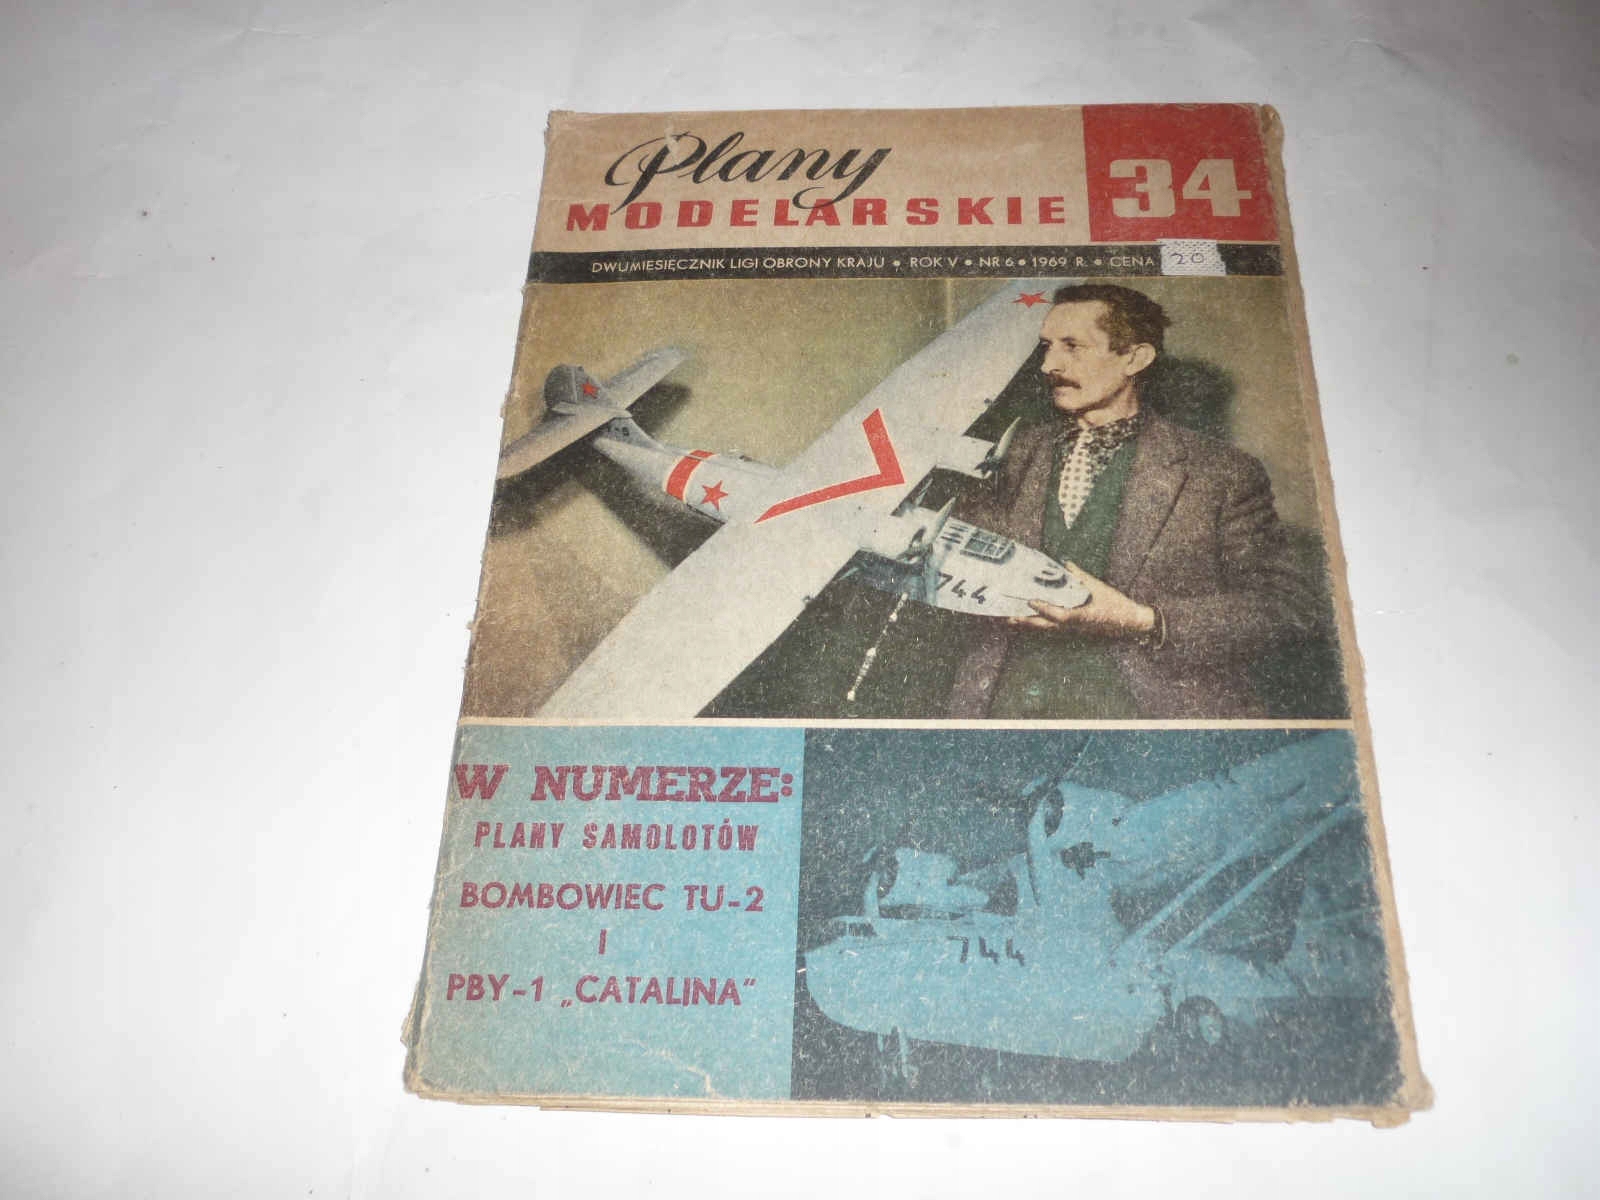 Plany
MODELARSKIE
34
DWUMIESIĘCZNIK LIGI OBRONY KRAJU • ROK V • NR 6 • 1969 R. • CENA 20
744
W NUMERZE:
PLANY SAMOLOTÓW
BOMBOWIEC TU-2
I
PBY-1 „CATALINA"
744